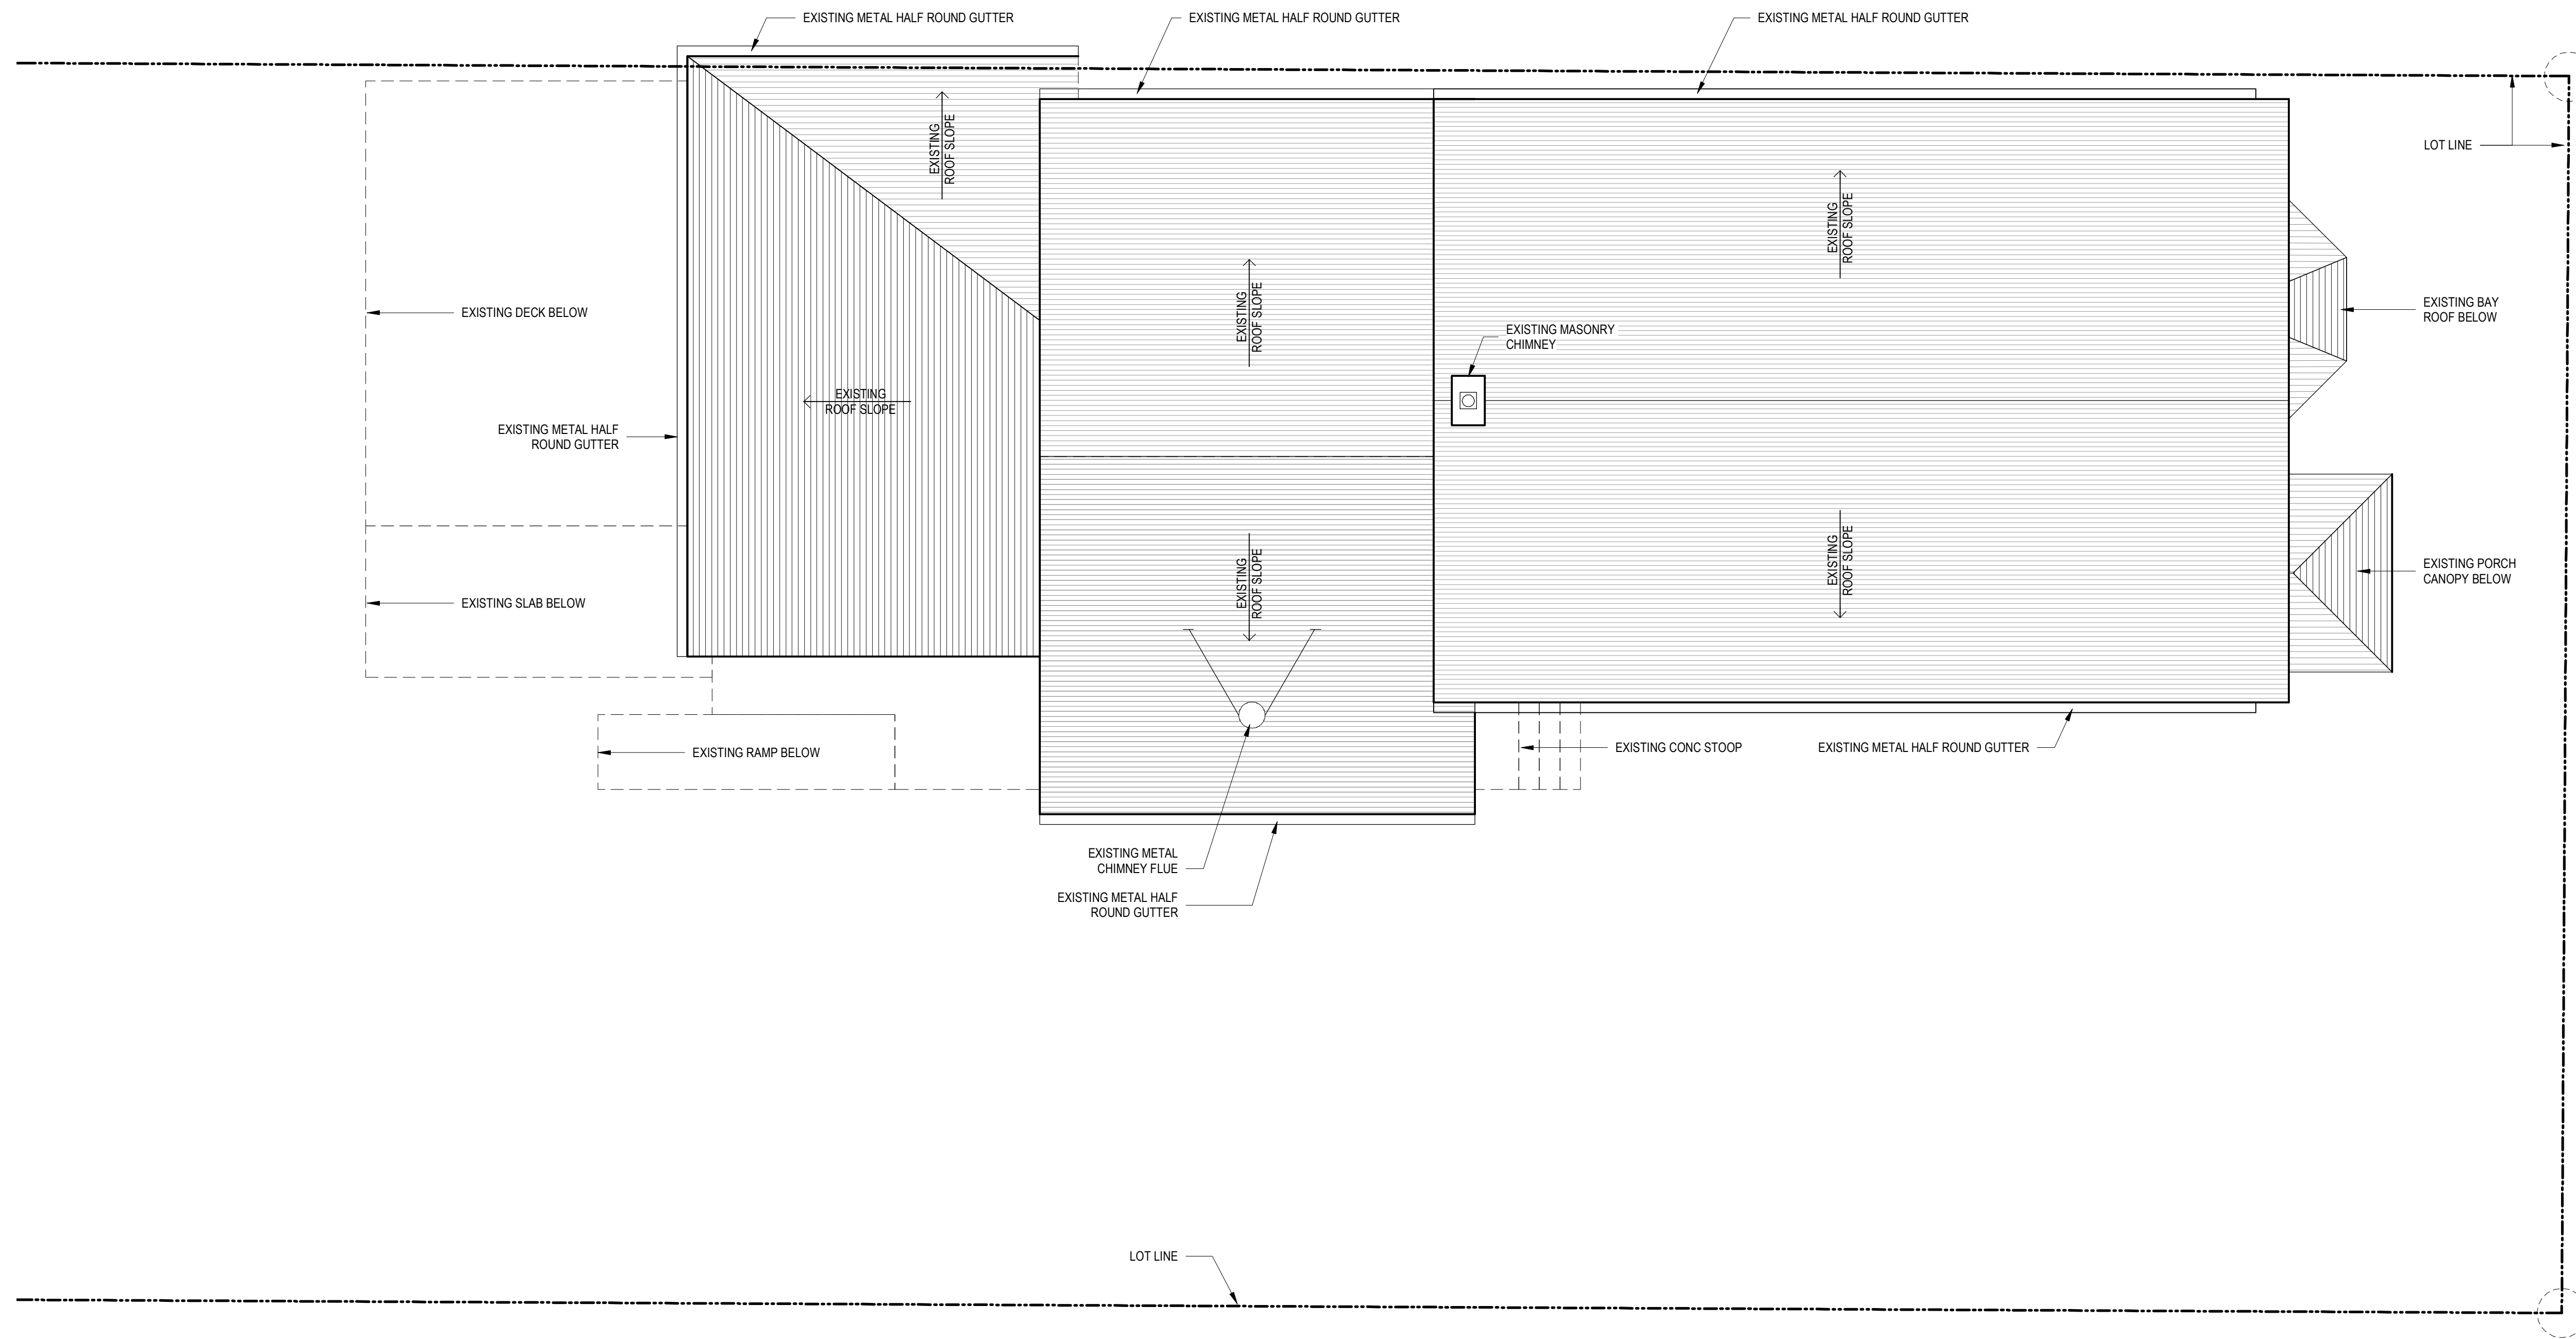 EXISTING METAL HALF ROUND GUTTER
EXISTING METAL HALF ROUND GUTTER
EXISTING METAL HALF ROUND GUTTER
LOT LINE
EXISTING
ROOF SLOPE
EXISTING
ROOF SLOPE
EXISTING
ROOF SLOPE
EXISTING DECK BELOW
EXISTING BAY
ROOF BELOW
EXISTING MASONRY
CHIMNEY
EXISTING
ROOF SLOPE
EXISTING METAL HALF
ROUND GUTTER
EXISTING
ROOF SLOPE
EXISTING
ROOF SLOPE
EXISTING PORCH
CANOPY BELOW
EXISTING SLAB BELOW
EXISTING RAMP BELOW
EXISTING CONC STOOP
EXISTING METAL HALF ROUND GUTTER
EXISTING METAL
CHIMNEY FLUE
EXISTING METAL HALF
ROUND GUTTER
LOT LINE